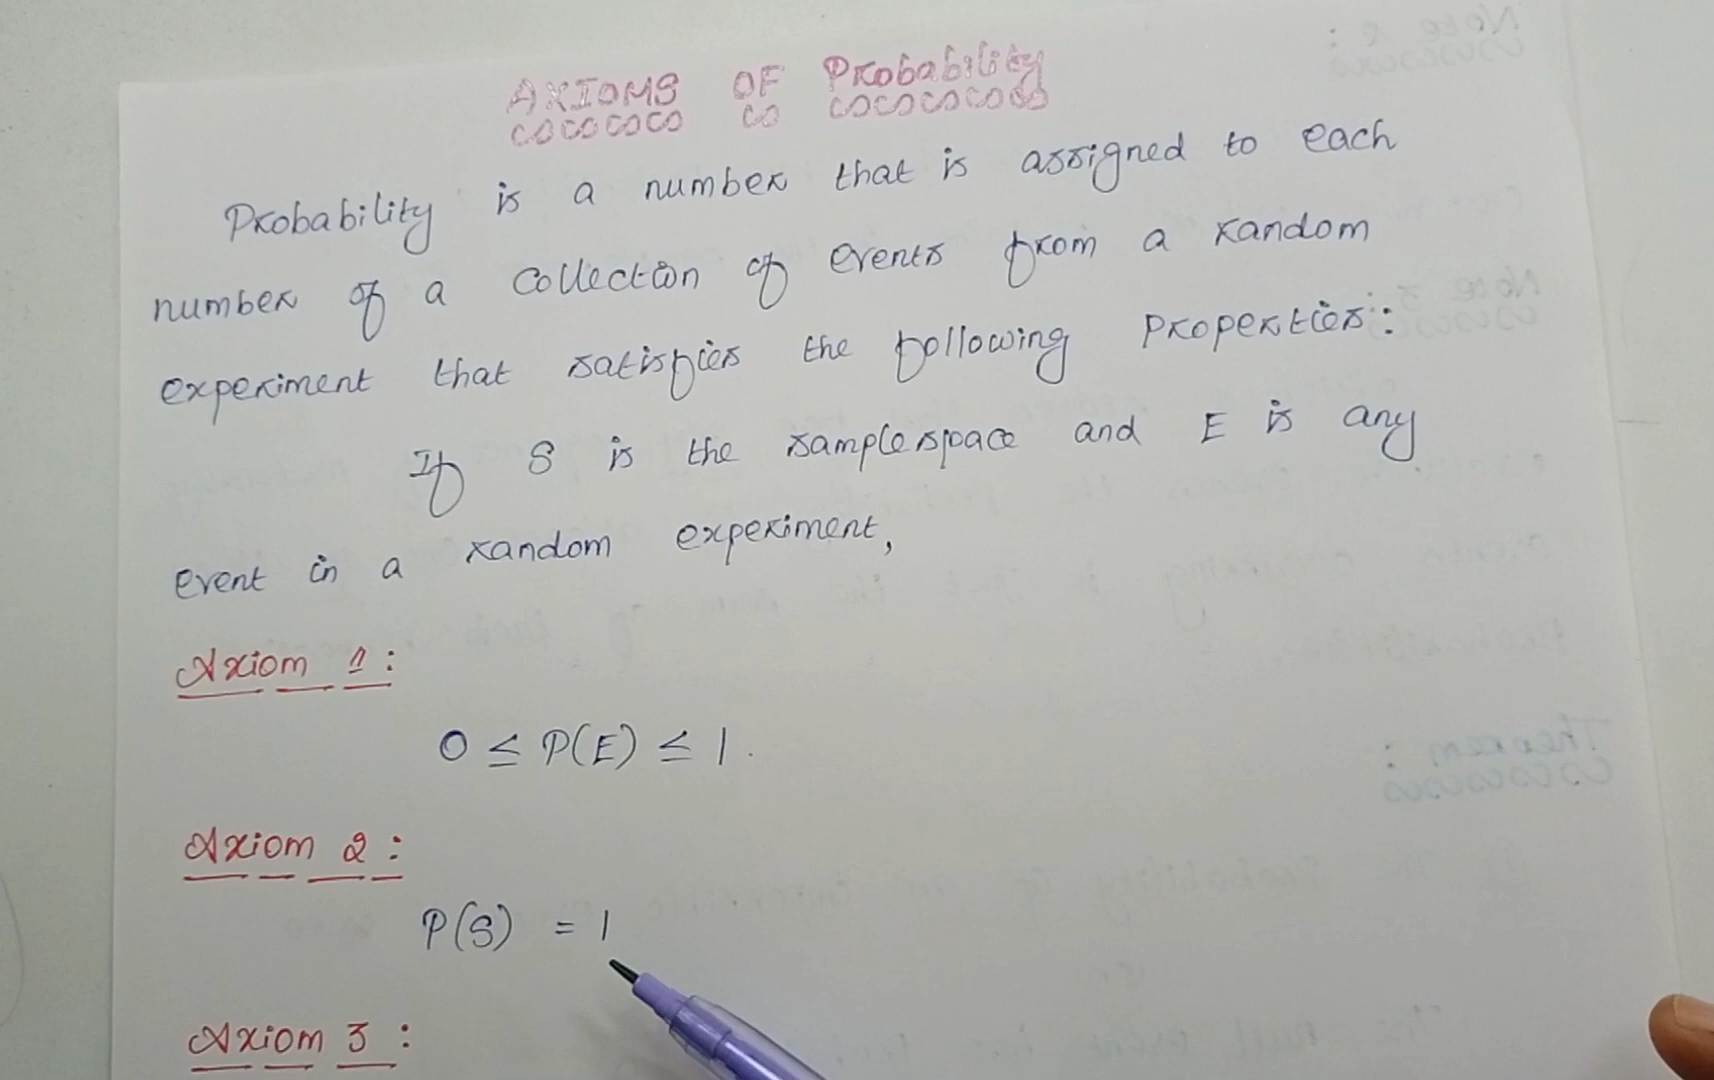 AXIOMS OF Probability
Probability is a number that is assigned to each
number of a collection of events from a random
experiment that satisfies the following properties:
If S is the sample space and E is any
event in a random experiment,
Axiom 1:
0 ≤ P(E) ≤ 1.
Axiom 2:
P(S) = 1
Axiom 3: